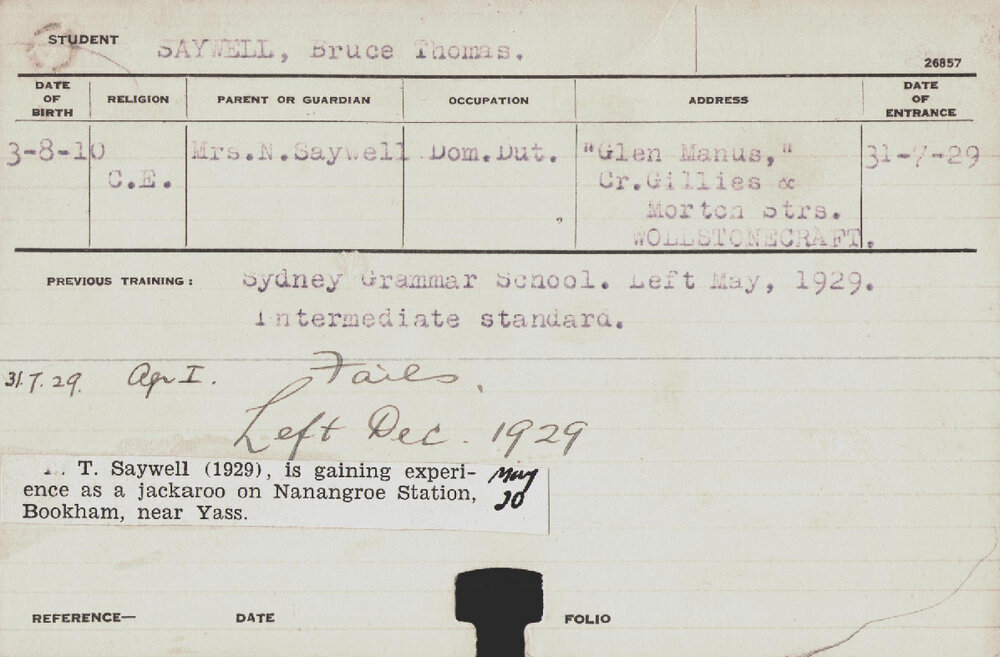 STUDENT SAYWELL, Bruce Thomas.
26857
DATE OF BIRTH RELIGION PARENT OR GUARDIAN OCCUPATION ADDRESS DATE OF ENTRANCE
3-8-10 Mrs.N.Saywell Dom.Dut. "Glen Manus," 31-7-29
C.E. Cr.Gillies &
Morton Strs.
WOLLSTONECRAFT.
PREVIOUS TRAINING: Sydney Grammar School. Left May, 1929.
Intermediate standard.
31.7.29. Agr I. Fails.
Left Dec. 1929
. T. Saywell (1929), is gaining experi-
ence as a jackaroo on Nanangroe Station,
Bookham, near Yass.
May
30
REFERENCE— DATE FOLIO